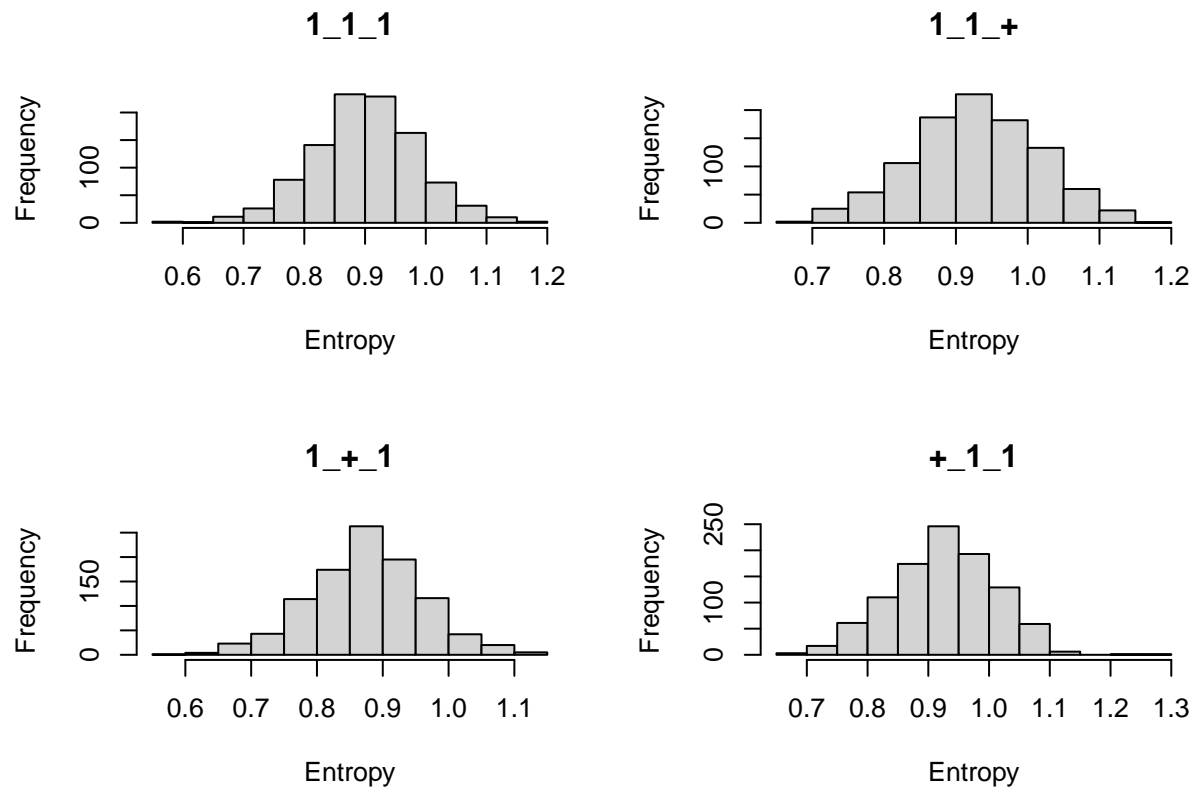 1_1_1
Frequency
0 100
0.6 0.7 0.8 0.9 1.0 1.1 1.2
Entropy
1_1_+
Frequency
0 100
0.7 0.8 0.9 1.0 1.1 1.2
Entropy
1_+_1
Frequency
0 150
0.6 0.7 0.8 0.9 1.0 1.1
Entropy
+_1_1
Frequency
0 100 250
0.7 0.8 0.9 1.0 1.1 1.2 1.3
Entropy